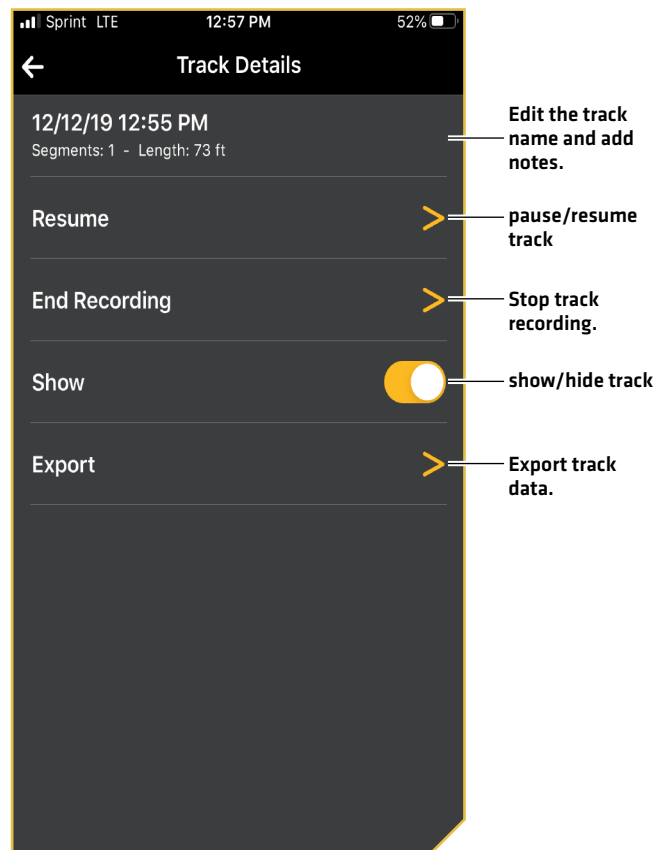 Sprint LTE 12:57 PM 52%
Track Details
12/12/19 12:55 PM
Segments: 1 - Length: 73 ft
Edit the track
name and add
notes.
Resume
pause/resume
track
End Recording
Stop track
recording.
Show
show/hide track
Export
Export track
data.